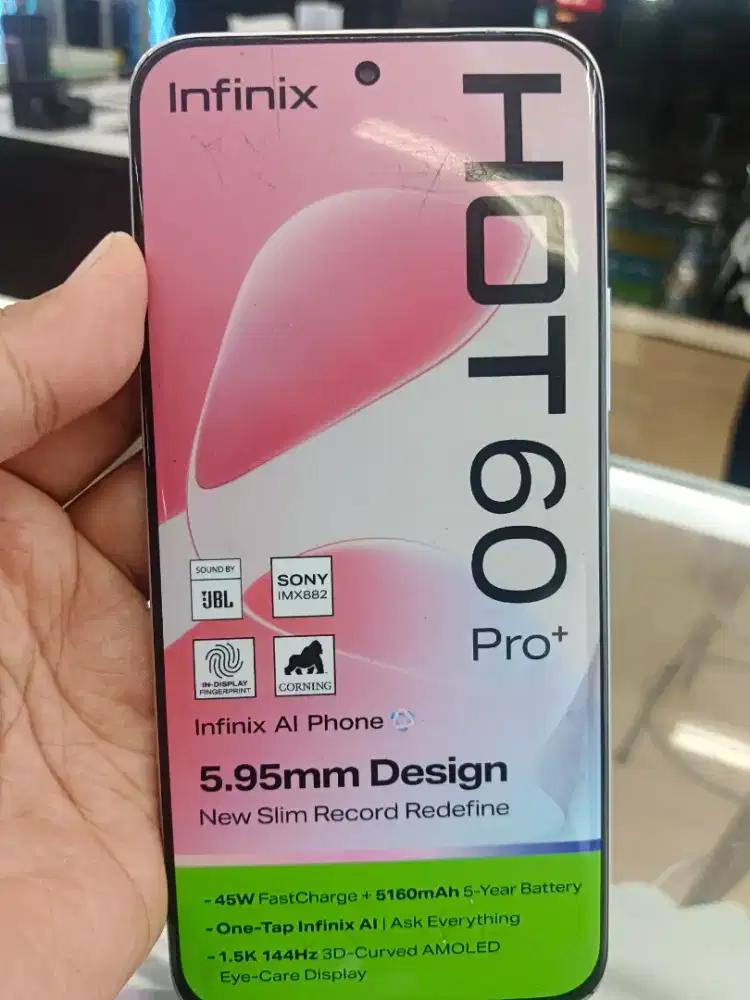 Infinix
HOT 60
Pro+
SOUND BY
JBL
SONY
IMX882
IN-DISPLAY
FINGERPRINT
CORNING
Infinix AI Phone
5.95mm Design
New Slim Record Redefine
- 45W FastCharge + 5160mAh 5-Year Battery
- One-Tap Infinix AI | Ask Everything
- 1.5K 144Hz 3D-Curved AMOLED
Eye-Care Display